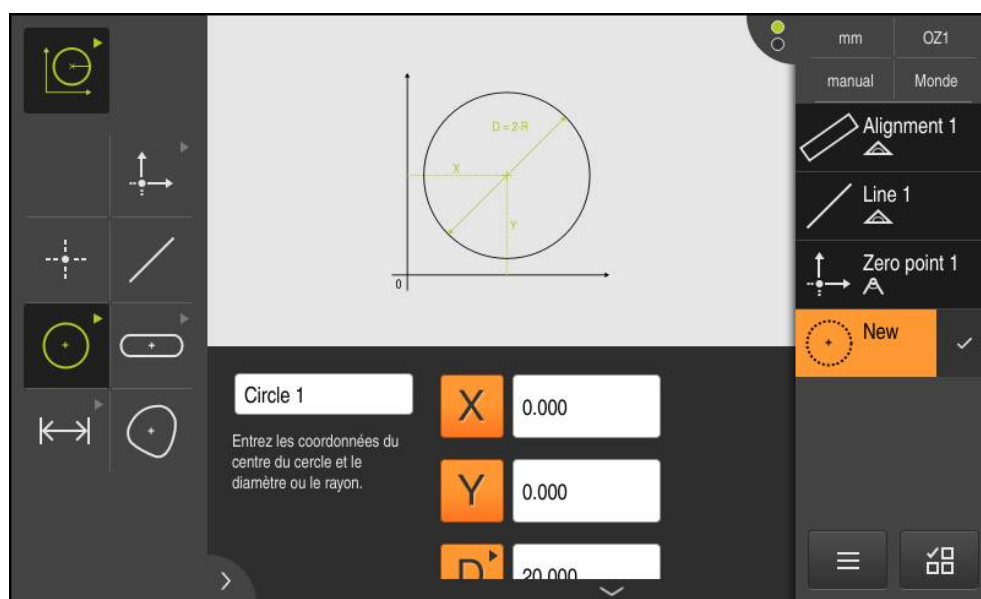 mm
OZ1
manual
Monde
Alignment 1
Line 1
Zero point 1
New
D = 2·R
X
Y
0
Circle 1
Entrez les coordonnées du
centre du cercle et le
diamètre ou le rayon.
X
0.000
Y
0.000
D
20.000